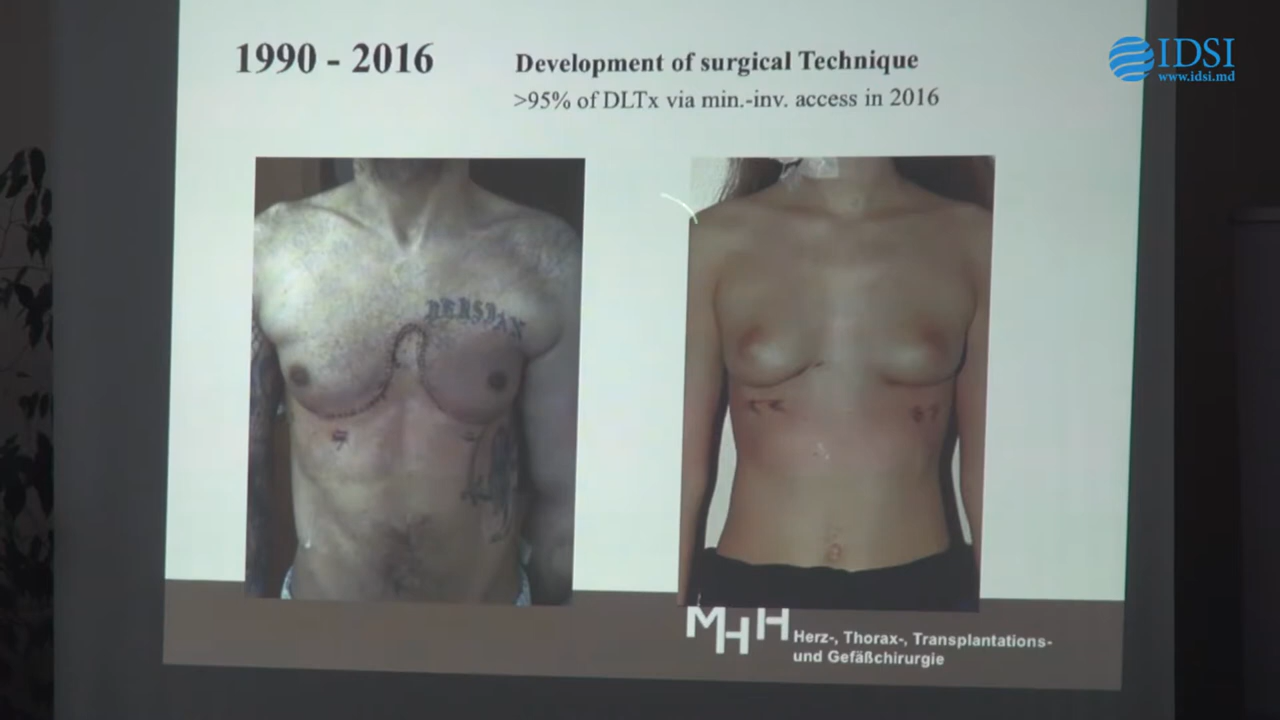 1990 - 2016
Development of surgical Technique
>95% of DLTx via min.-inv. access in 2016
IDSI
www.idsi.md
MHH
Herz-, Thorax-, Transplantations-
und Gefäßchirurgie